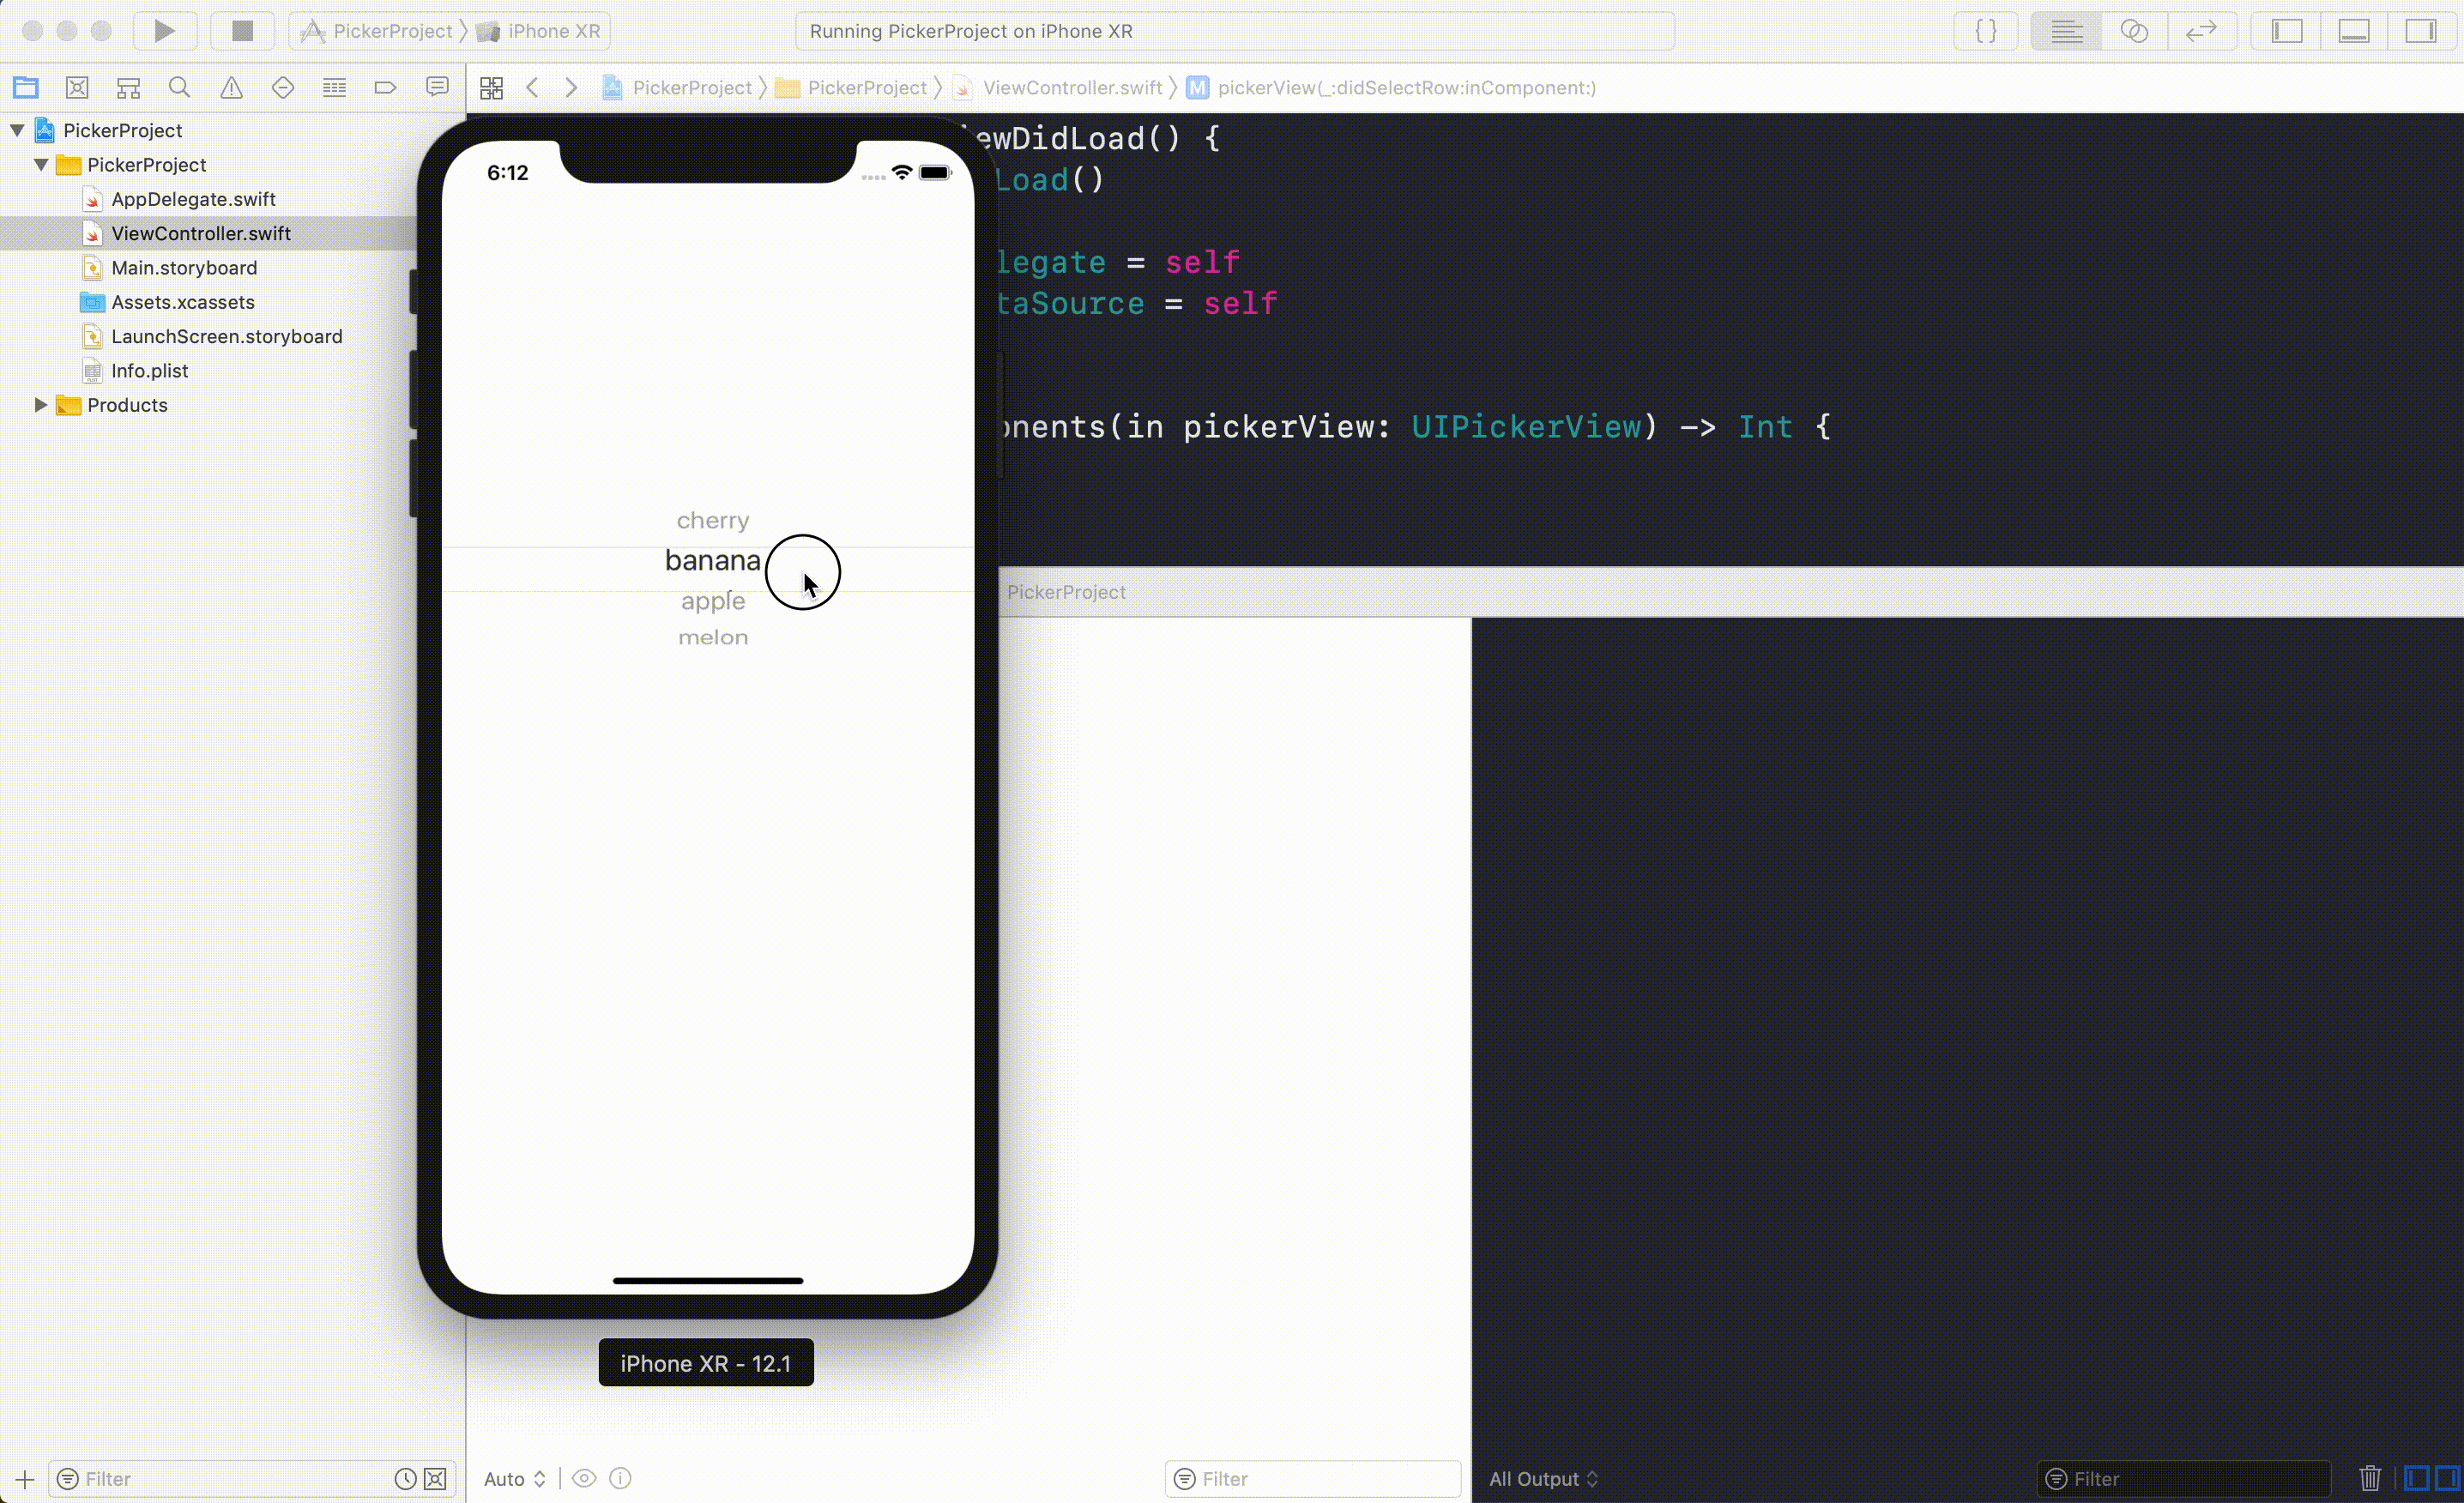 PickerProject iPhone XR
Running PickerProject on iPhone XR
{ }
PickerProject PickerProject ViewController.swift M pickerView(_:didSelectRow:inComponent:)
PickerProject
PickerProject
AppDelegate.swift
ViewController.swift
Main.storyboard
Assets.xcassets
LaunchScreen.storyboard
Info.plist
Products
6:12
cherry
banana
apple
melon
iPhone XR - 12.1
ewDidLoad() {
Load()
legate = self
taSource = self
onents(in pickerView: UIPickerView) -> Int {
PickerProject
Filter
Auto
Filter
All Output
Filter